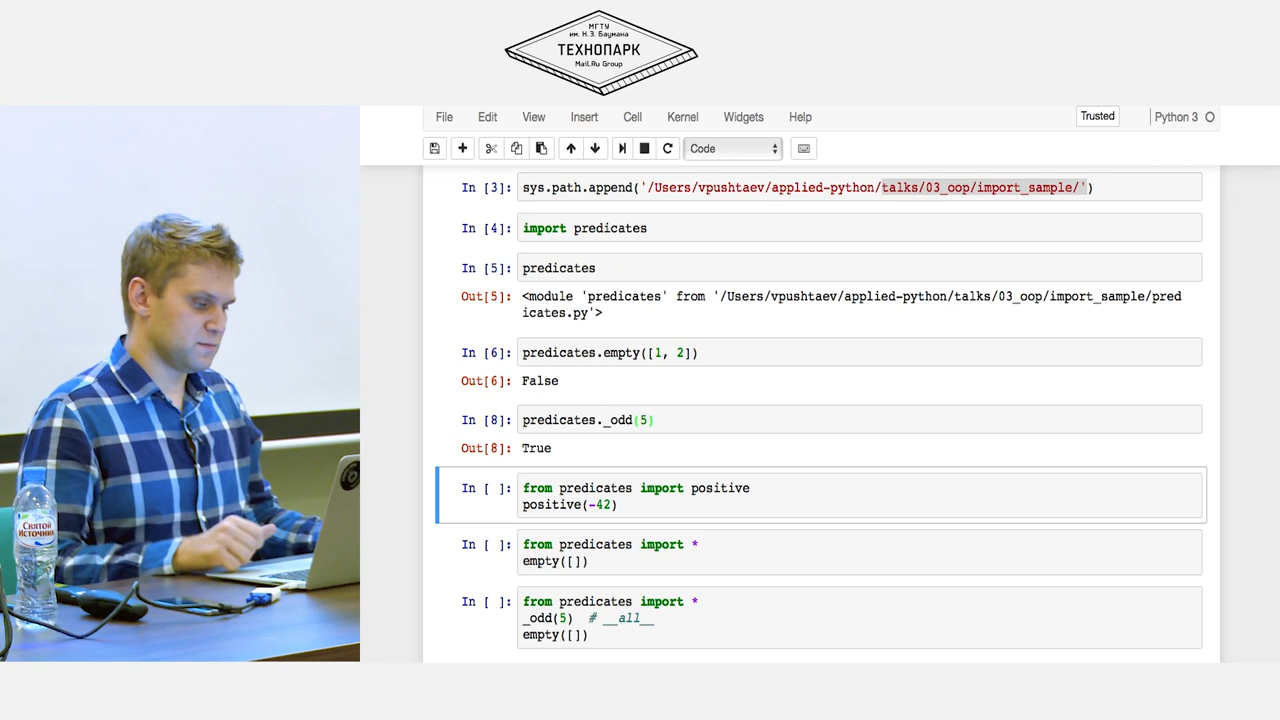 МГТУ
им. Н.Э. Баумана
ТЕХНОПАРК
Mail.Ru Group
File Edit View Insert Cell Kernel Widgets Help Trusted Python 3
Code
In [3]: sys.path.append('/Users/vpushtaev/applied-python/talks/03_oop/import_sample/')
In [4]: import predicates
In [5]: predicates
Out[5]: <module 'predicates' from '/Users/vpushtaev/applied-python/talks/03_oop/import_sample/pred
icates.py'>
In [6]: predicates.empty([1, 2])
Out[6]: False
In [8]: predicates._odd(5)
Out[8]: True
In [ ]: from predicates import positive
positive(-42)
In [ ]: from predicates import *
empty([])
In [ ]: from predicates import *
_odd(5)  # __all__
empty([])
СВЯТОЙ
ИСТОЧНИК